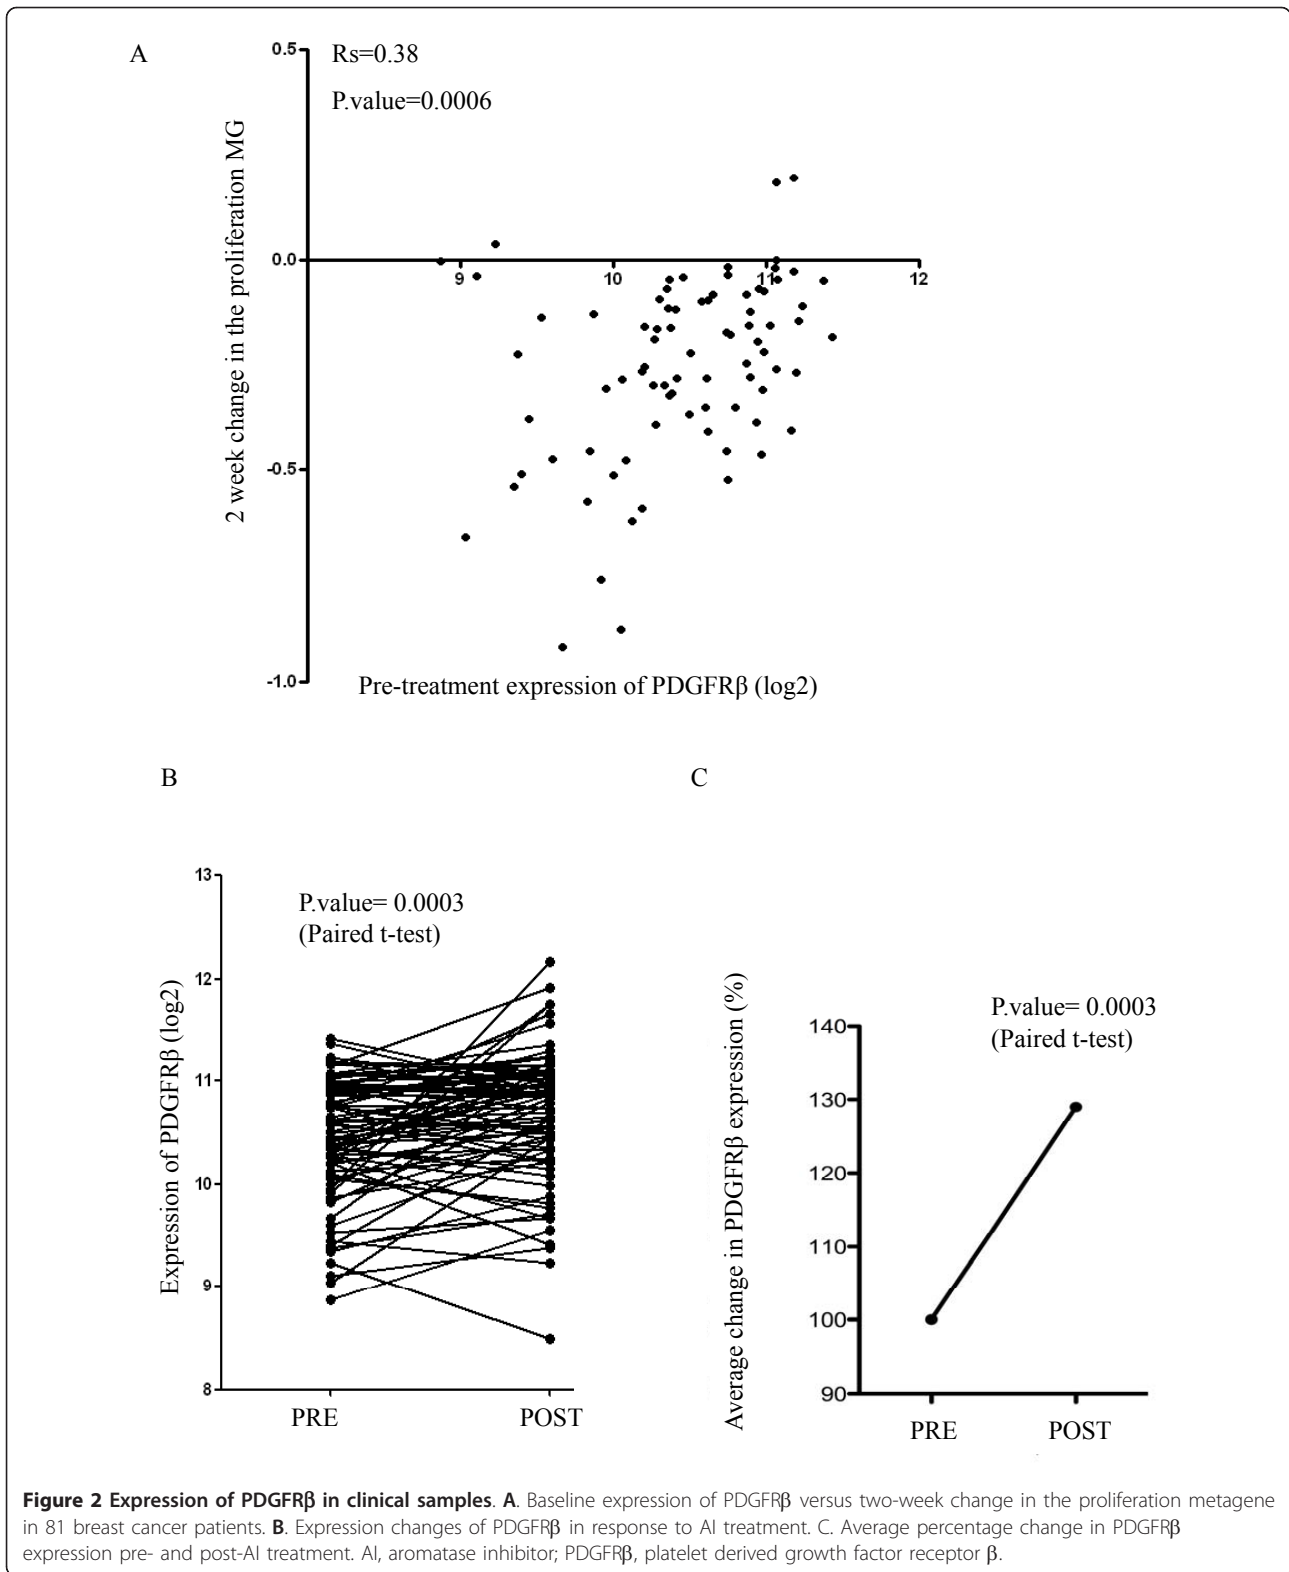 A
Rs=0.38
P.value=0.0006
0.5
0.0
-0.5
-1.0
9
10
11
12
2 week change in the proliferation MG
Pre-treatment expression of PDGFRβ (log2)
B
P.value= 0.0003
(Paired t-test)
13
12
11
10
9
8
Expression of PDGFRβ (log2)
PRE
POST
C
P.value= 0.0003
(Paired t-test)
140
130
120
110
100
90
Average change in PDGFRβ expression (%)
PRE
POST
Figure 2 Expression of PDGFRβ in clinical samples. A. Baseline expression of PDGFRβ versus two-week change in the proliferation metagene
in 81 breast cancer patients. B. Expression changes of PDGFRβ in response to AI treatment. C. Average percentage change in PDGFRβ
expression pre- and post-AI treatment. AI, aromatase inhibitor; PDGFRβ, platelet derived growth factor receptor β.